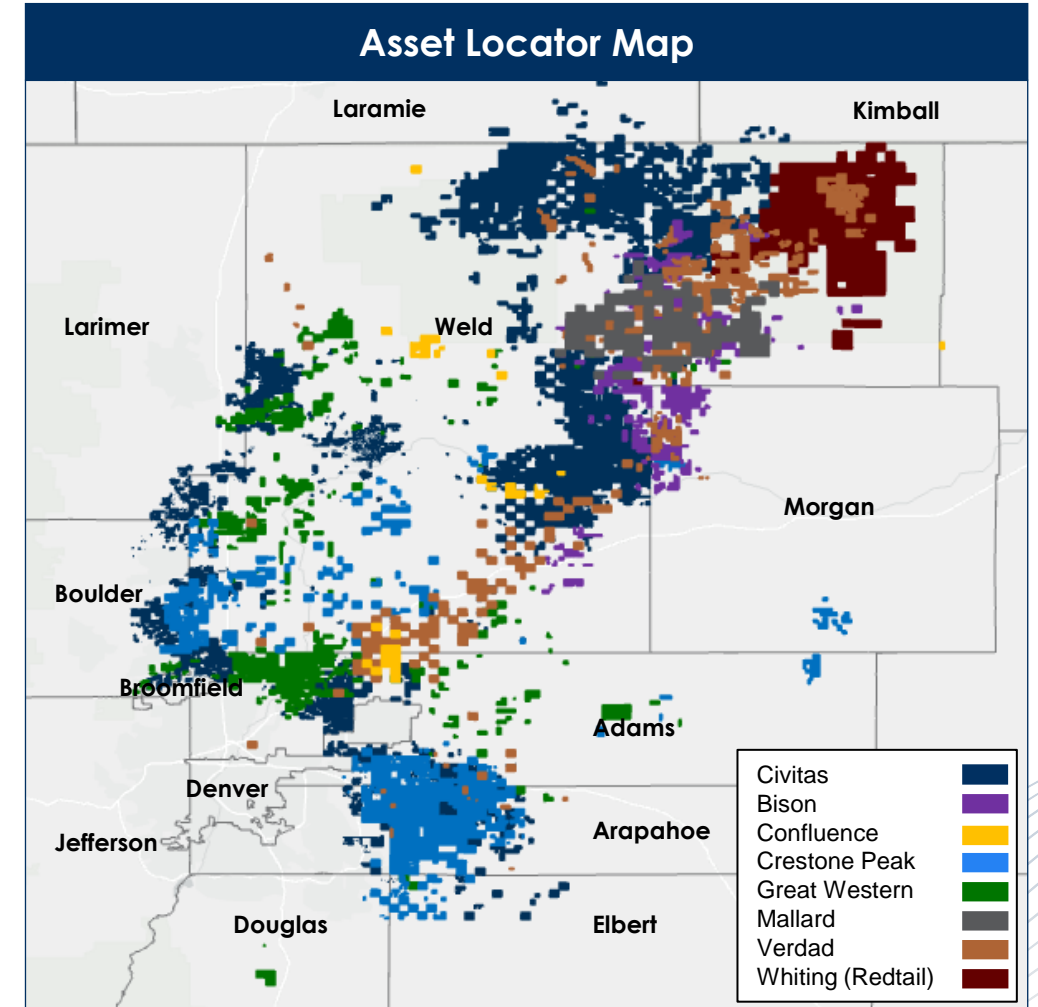 Asset Locator Map
Laramie
Kimball
Larimer
Weld
Morgan
Boulder
Broomfield
Adams
Denver
Jefferson
Arapahoe
Douglas
Elbert
Civitas
Bison
Confluence
Crestone Peak
Great Western
Mallard
Verdad
Whiting (Redtail)